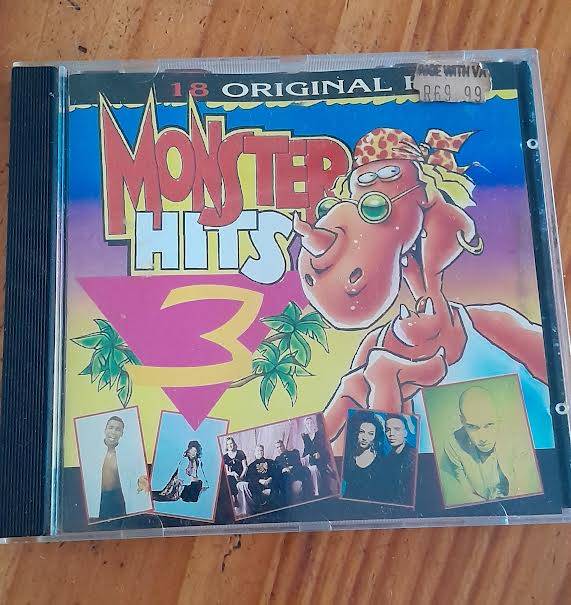 18 ORIGINAL
R69.99
MONSTER
HITS
3